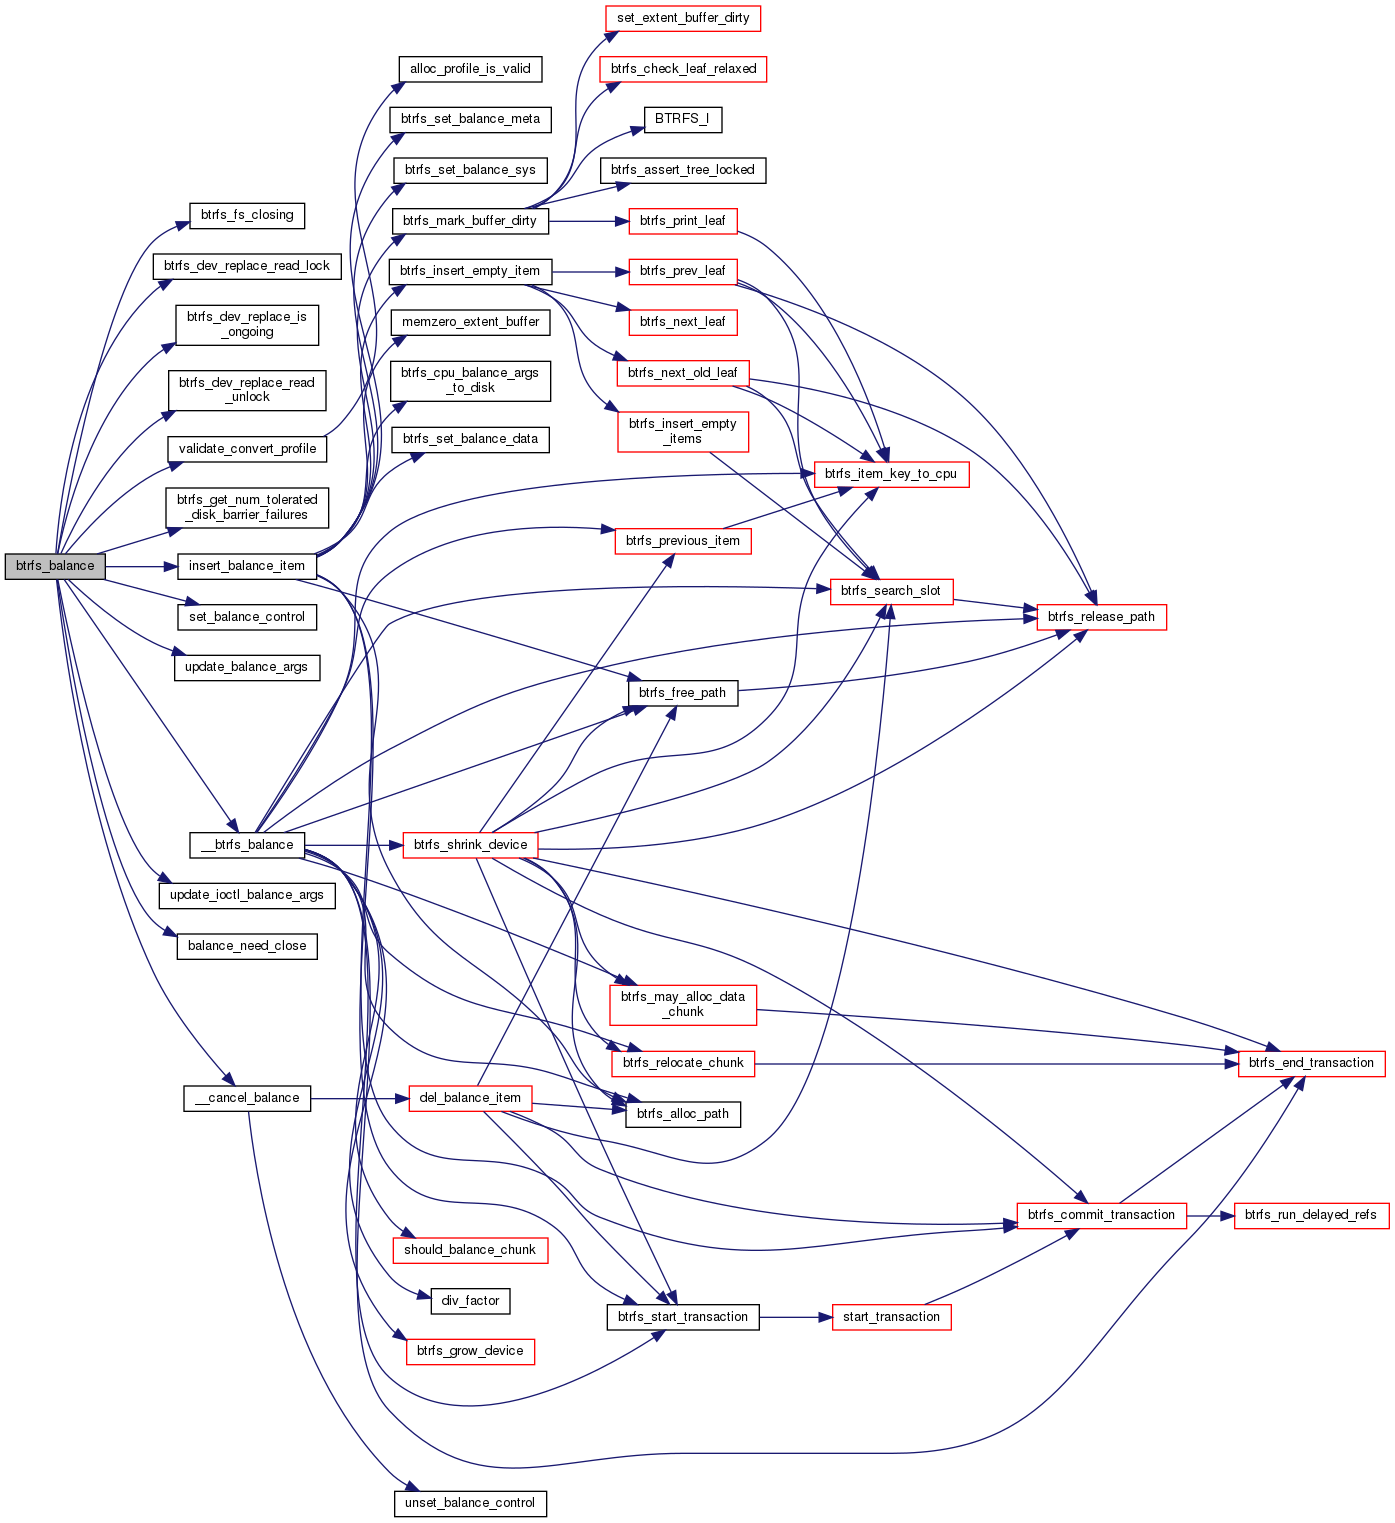 btrfs_balance
btrfs_fs_closing
btrfs_dev_replace_read_lock
btrfs_dev_replace_is
_ongoing
btrfs_dev_replace_read
_unlock
validate_convert_profile
btrfs_get_num_tolerated
_disk_barrier_failures
insert_balance_item
set_balance_control
update_balance_args
__btrfs_balance
update_ioctl_balance_args
balance_need_close
__cancel_balance
alloc_profile_is_valid
btrfs_set_balance_meta
btrfs_set_balance_sys
btrfs_mark_buffer_dirty
btrfs_insert_empty_item
memzero_extent_buffer
btrfs_cpu_balance_args
_to_disk
btrfs_set_balance_data
btrfs_shrink_device
del_balance_item
should_balance_chunk
div_factor
btrfs_grow_device
unset_balance_control
set_extent_buffer_dirty
btrfs_check_leaf_relaxed
BTRFS_I
btrfs_assert_tree_locked
btrfs_print_leaf
btrfs_prev_leaf
btrfs_next_leaf
btrfs_next_old_leaf
btrfs_insert_empty
_items
btrfs_previous_item
btrfs_free_path
btrfs_may_alloc_data
_chunk
btrfs_relocate_chunk
btrfs_alloc_path
btrfs_start_transaction
btrfs_item_key_to_cpu
btrfs_search_slot
start_transaction
btrfs_release_path
btrfs_commit_transaction
btrfs_end_transaction
btrfs_run_delayed_refs